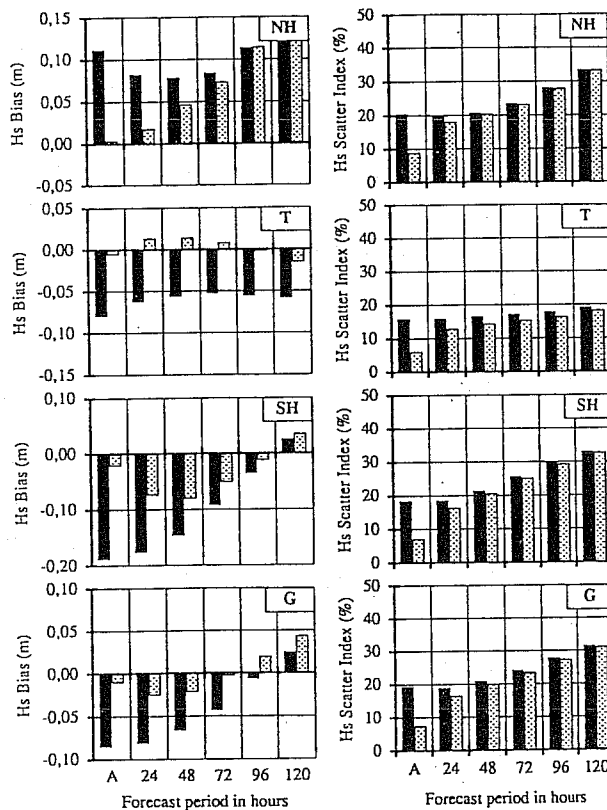 0,15
0,10
0,05
0,00
-0,05
Hs Bias (m)
NH
50
40
30
20
10
0
Hs Scatter Index (%)
NH
0,05
0,00
-0,05
-0,10
-0,15
Hs Bias (m)
T
50
40
30
20
10
0
Hs Scatter Index (%)
T
0,10
0,00
-0,10
-0,20
Hs Bias (m)
SH
50
40
30
20
10
0
Hs Scatter Index (%)
SH
0,10
0,05
0,00
-0,05
-0,10
Hs Bias (m)
G
50
40
30
20
10
0
Hs Scatter Index (%)
G
A 24 48 72 96 120
Forecast period in hours
A 24 48 72 96 120
Forecast period in hours